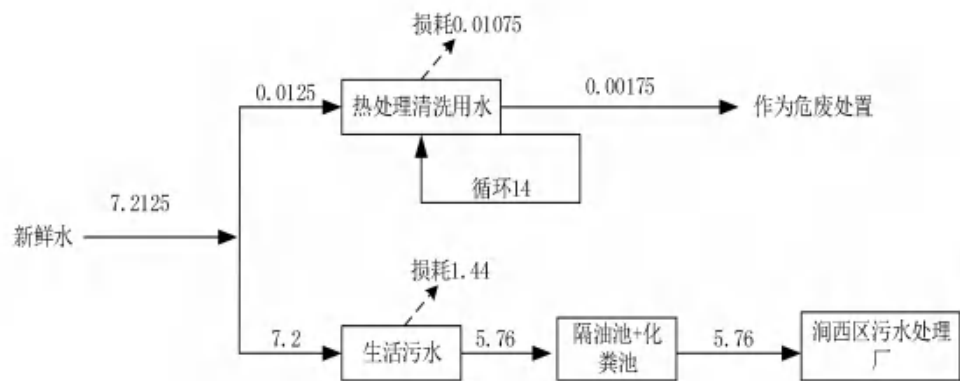 损耗0.01075
0.0125
热处理清洗用水
0.00175
作为危废处置
循环14
7.2125
新鲜水
损耗1.44
7.2
生活污水
5.76
隔油池+化
粪池
5.76
涧西区污水处理
厂